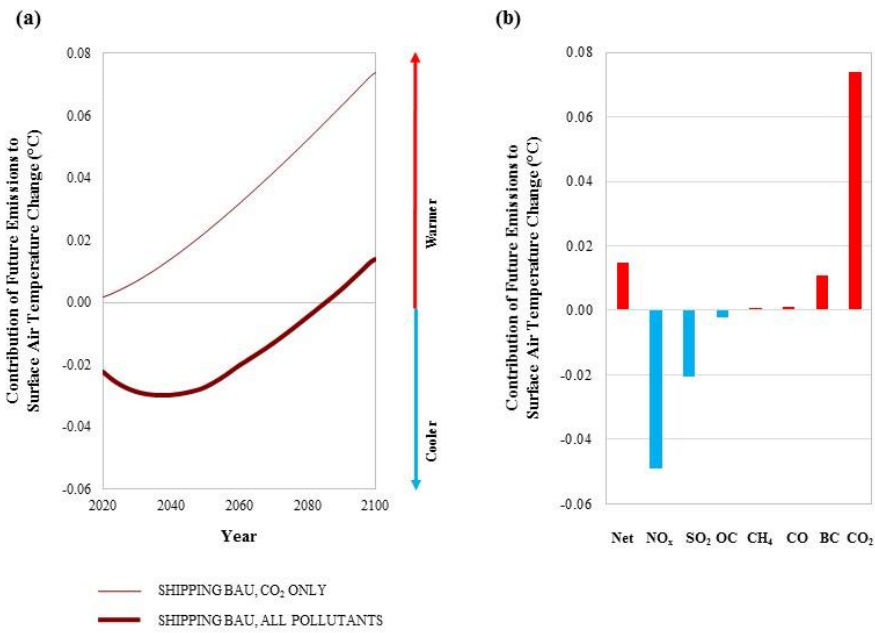 (a)
Contribution of Future Emissions to
Surface Air Temperature Change (°C)
0.08
0.06
0.04
0.02
0.00
-0.02
-0.04
-0.06
2020 2040 2060 2080 2100
Year
Warmer
Cooler
SHIPPING BAU, CO₂ ONLY
SHIPPING BAU, ALL POLLUTANTS
(b)
Contribution of Future Emissions to
Surface Air Temperature Change (°C)
0.08
0.06
0.04
0.02
0.00
-0.02
-0.04
-0.06
Net NOₓ SO₂ OC CH₄ CO BC CO₂